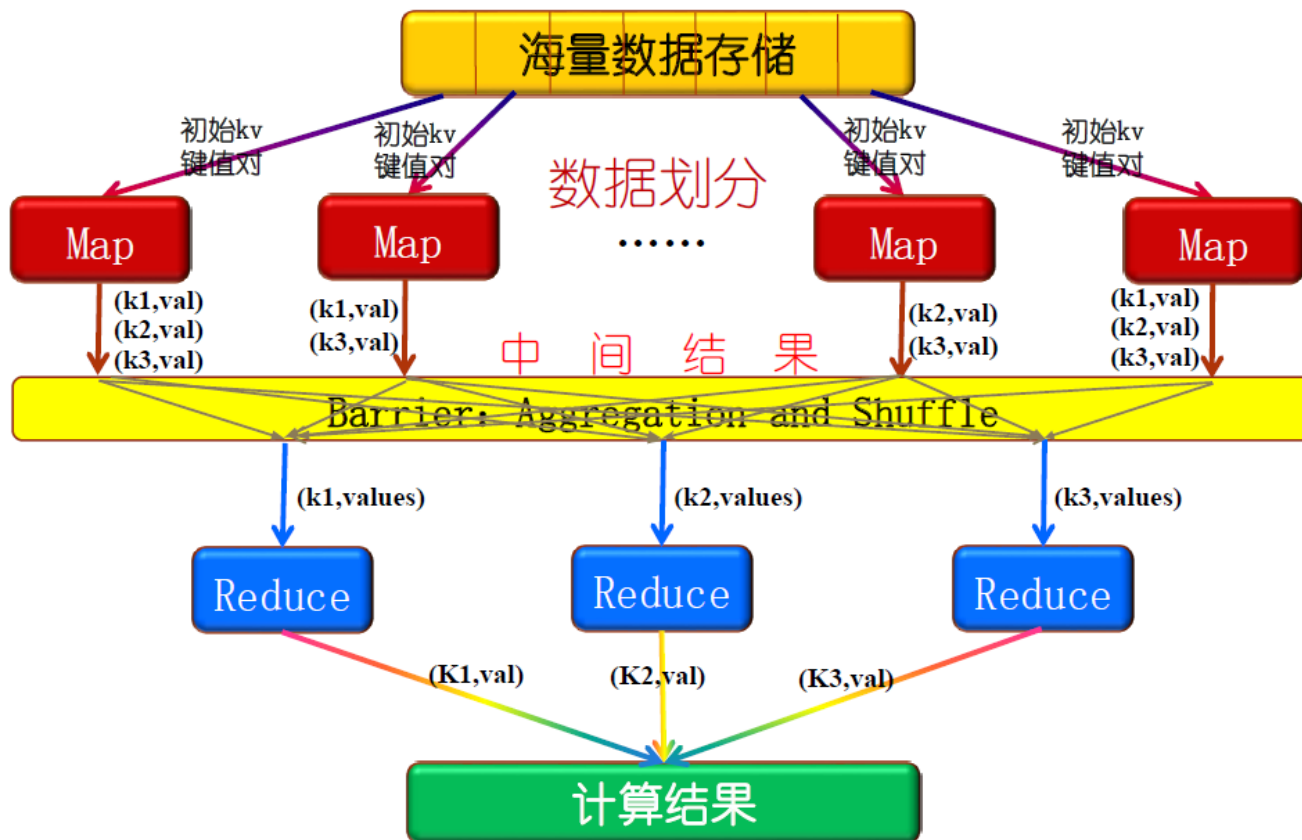 海量数据存储
初始kv
键值对
初始kv
键值对
初始kv
键值对
初始kv
键值对
数据划分
Map
Map
……
Map
Map
(k1,val)
(k2,val)
(k3,val)
(k1,val)
(k3,val)
(k2,val)
(k3,val)
(k1,val)
(k2,val)
(k3,val)
中 间 结 果
Barrier: Aggregation and Shuffle
(k1,values)
(k2,values)
(k3,values)
Reduce
Reduce
Reduce
(K1,val)
(K2,val)
(K3,val)
计算结果